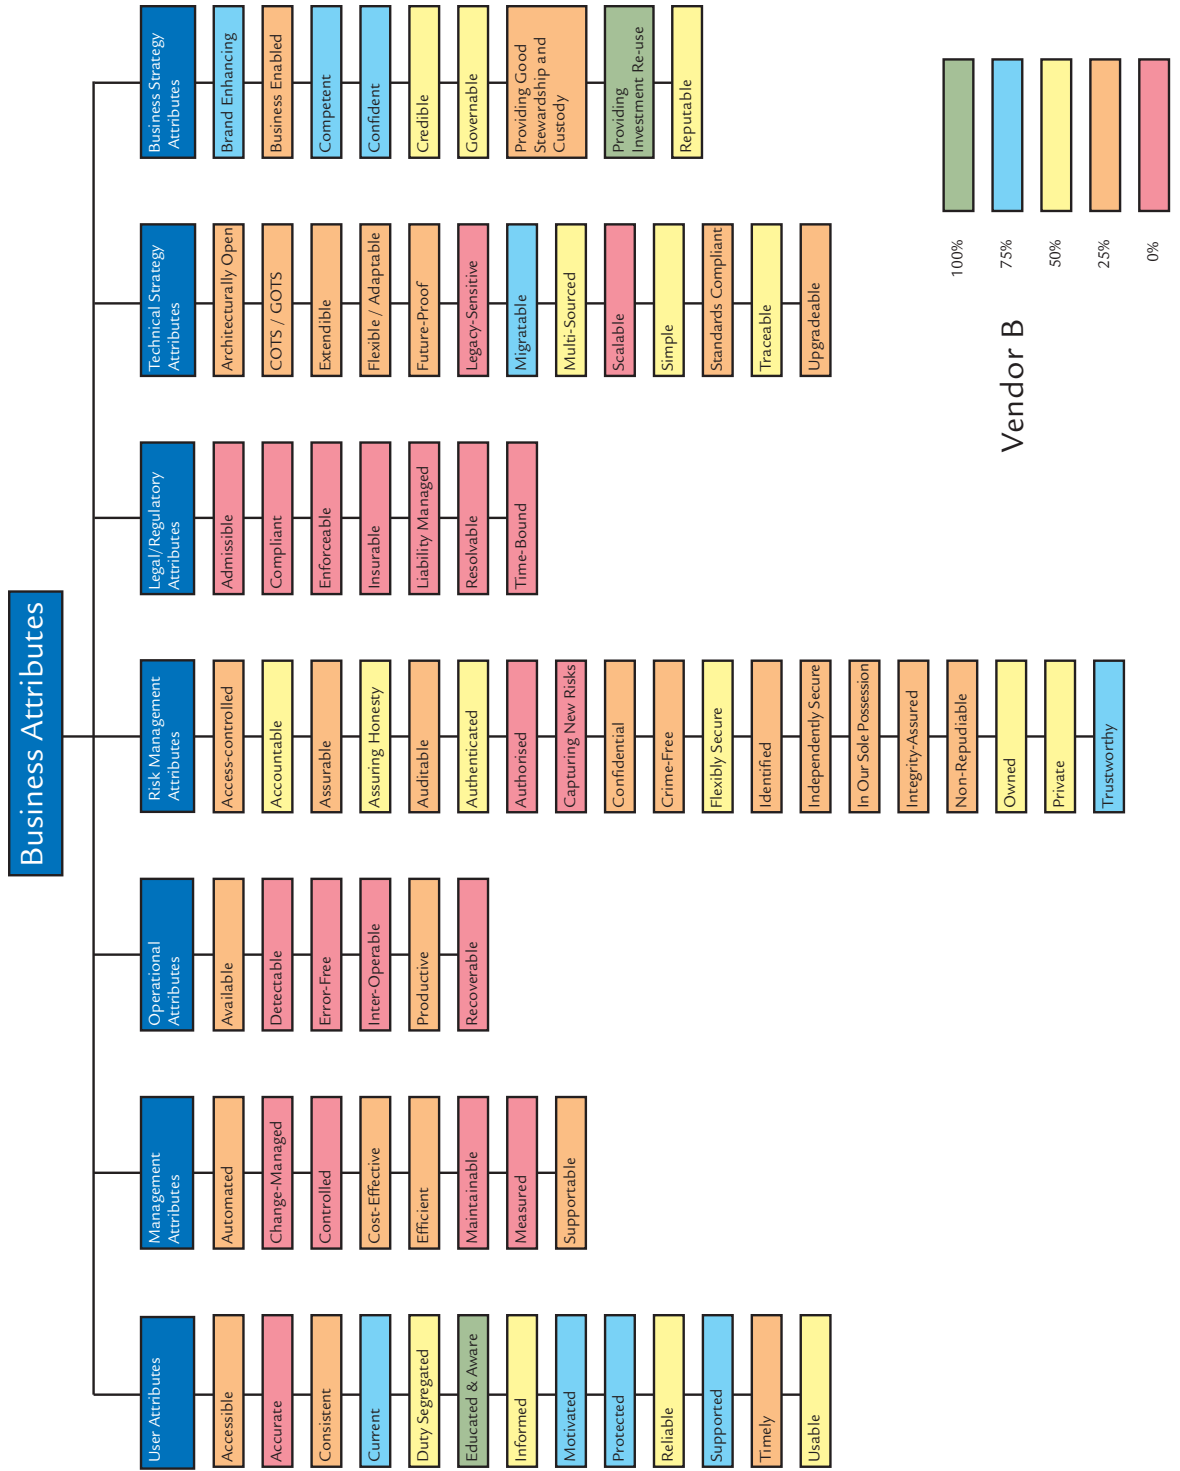 Business Attributes
User Attributes
Accessible
Accurate
Consistent
Current
Duty Segregated
Educated & Aware
Informed
Motivated
Protected
Reliable
Supported
Timely
Usable
Management
Attributes
Automated
Change-Managed
Controlled
Cost-Effective
Efficient
Maintainable
Measured
Supportable
Operational
Attributes
Available
Detectable
Error-Free
Inter-Operable
Productive
Recoverable
Risk Management
Attributes
Access-controlled
Accountable
Assurable
Assuring Honesty
Auditable
Authenticated
Authorised
Capturing New Risks
Confidential
Crime-Free
Flexibly Secure
Identified
Independently Secure
In Our Sole Possession
Integrity-Assured
Non-Repudiable
Owned
Private
Trustworthy
Legal/Regulatory
Attributes
Admissible
Compliant
Enforceable
Insurable
Liability Managed
Resolvable
Time-Bound
Technical Strategy
Attributes
Architecturally Open
COTS / GOTS
Extendible
Flexible / Adaptable
Future-Proof
Legacy-Sensitive
Migratable
Multi-Sourced
Scalable
Simple
Standards Compliant
Traceable
Upgradeable
Business Strategy
Attributes
Brand Enhancing
Business Enabled
Competent
Confident
Credible
Governable
Providing Good
Stewardship and
Custody
Providing
Investment Re-use
Reputable
Vendor B
100%
75%
50%
25%
0%